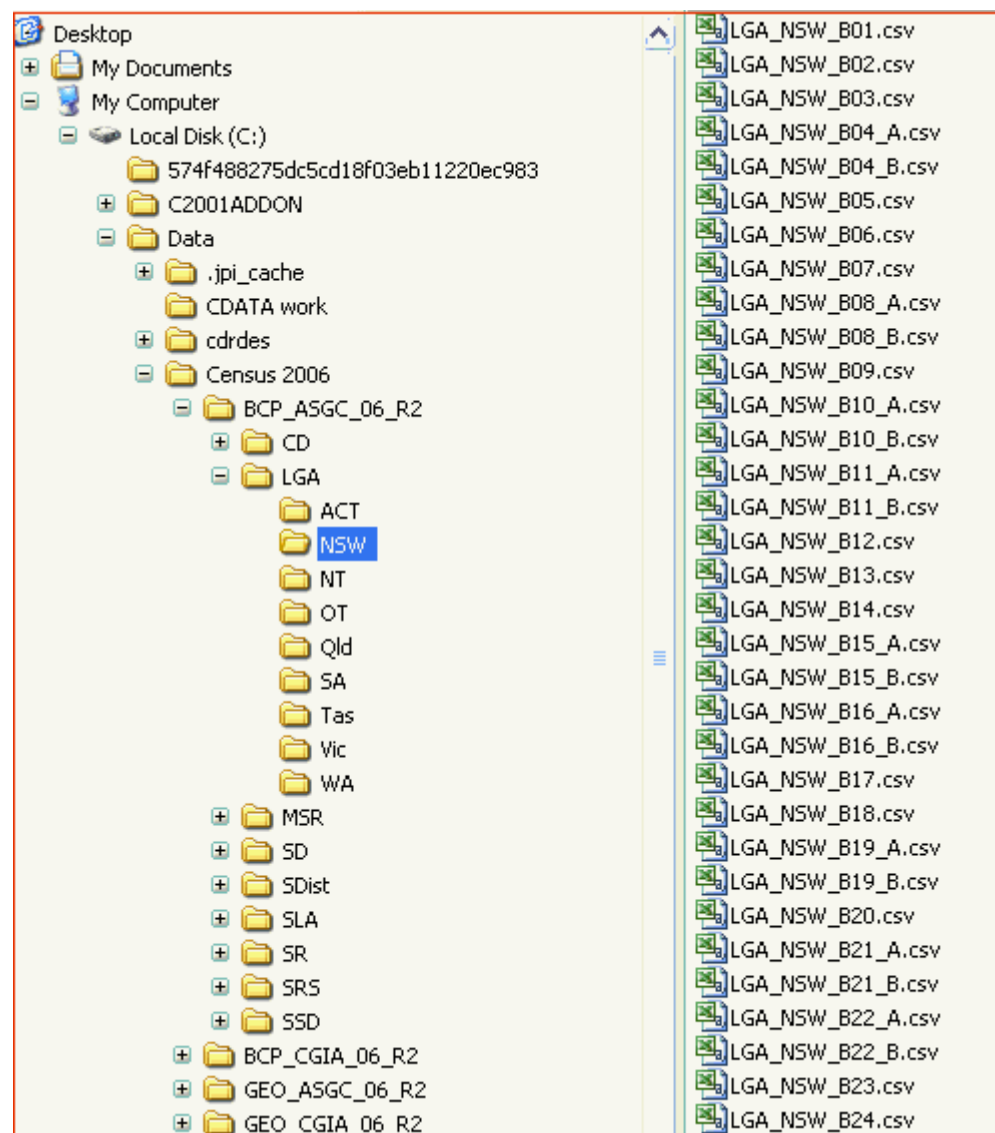 Desktop
My Documents
My Computer
Local Disk (C:)
574f488275dc5cd18f03eb11220ec983
C2001ADDON
Data
.jpi_cache
CDATA work
cdrdes
Census 2006
BCP_ASGC_06_R2
CD
LGA
ACT
NSW
NT
OT
Qld
SA
Tas
Vic
WA
MSR
SD
SDist
SLA
SR
SRS
SSD
BCP_CGIA_06_R2
GEO_ASGC_06_R2
GEO_CGIA_06_R2
LGA_NSW_B01.csv
LGA_NSW_B02.csv
LGA_NSW_B03.csv
LGA_NSW_B04_A.csv
LGA_NSW_B04_B.csv
LGA_NSW_B05.csv
LGA_NSW_B06.csv
LGA_NSW_B07.csv
LGA_NSW_B08_A.csv
LGA_NSW_B08_B.csv
LGA_NSW_B09.csv
LGA_NSW_B10_A.csv
LGA_NSW_B10_B.csv
LGA_NSW_B11_A.csv
LGA_NSW_B11_B.csv
LGA_NSW_B12.csv
LGA_NSW_B13.csv
LGA_NSW_B14.csv
LGA_NSW_B15_A.csv
LGA_NSW_B15_B.csv
LGA_NSW_B16_A.csv
LGA_NSW_B16_B.csv
LGA_NSW_B17.csv
LGA_NSW_B18.csv
LGA_NSW_B19_A.csv
LGA_NSW_B19_B.csv
LGA_NSW_B20.csv
LGA_NSW_B21_A.csv
LGA_NSW_B21_B.csv
LGA_NSW_B22_A.csv
LGA_NSW_B22_B.csv
LGA_NSW_B23.csv
LGA_NSW_B24.csv